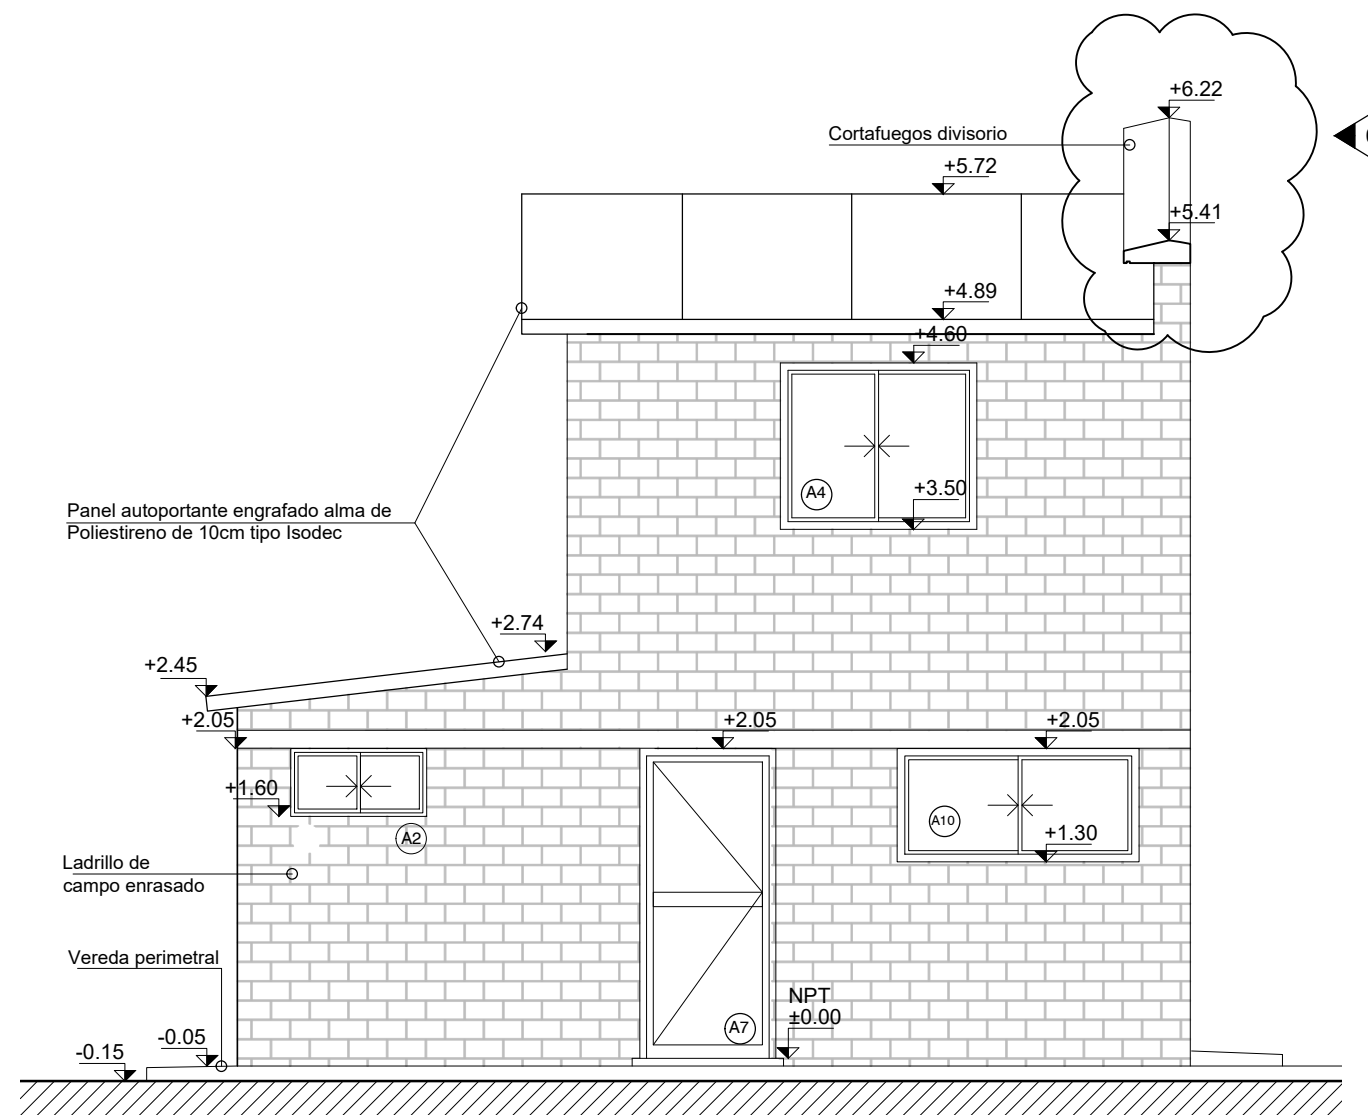 +6.22
Cortafuegos divisorio
+5.72
+5.41
+4.89
+4.60
A4
+3.50
Panel autoportante engrafado alma de
Poliestireno de 10cm tipo Isodec
+2.74
+2.45
+2.05
+2.05
+2.05
+1.60
A10
A2
+1.30
Ladrillo de
campo enrasado
Vereda perimetral
NPT
±0.00
A7
-0.05
-0.15